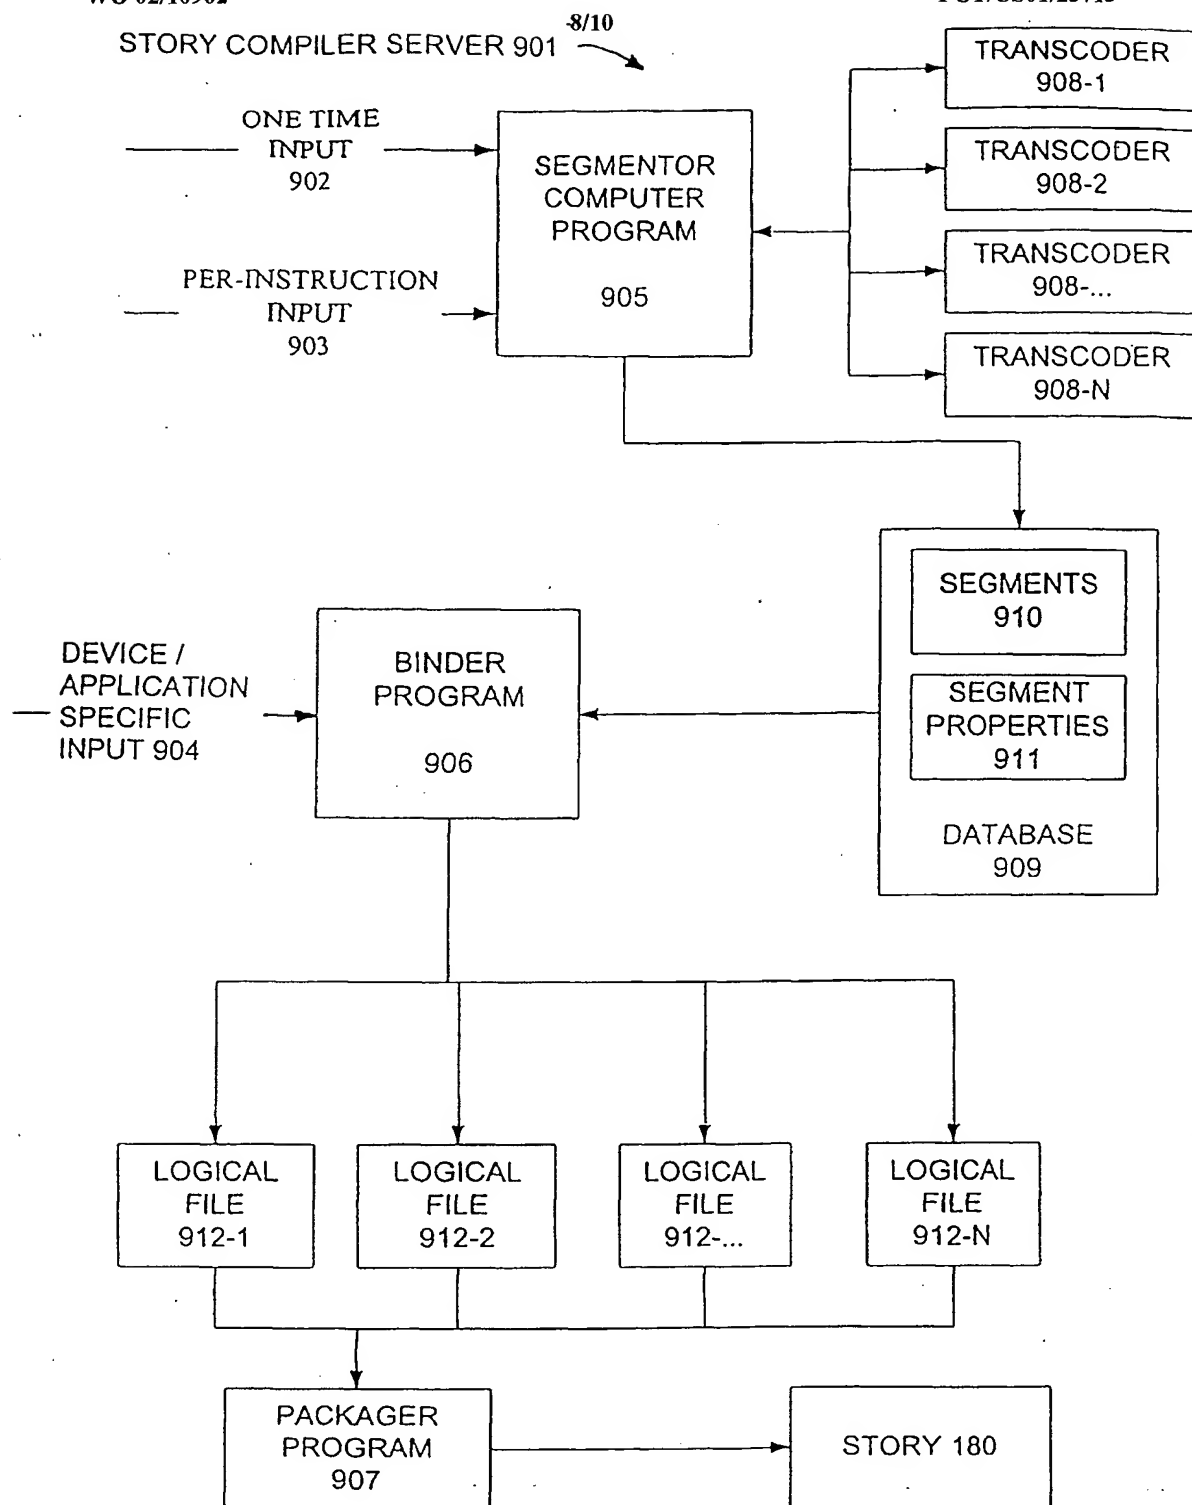 8/10
STORY COMPILER SERVER 901
ONE TIME
INPUT
902
PER-INSTRUCTION
INPUT
903
SEGMENTOR
COMPUTER
PROGRAM
905
TRANSCODER
908-1
TRANSCODER
908-2
TRANSCODER
908-...
TRANSCODER
908-N
SEGMENTS
910
SEGMENT
PROPERTIES
911
DATABASE
909
DEVICE /
APPLICATION
SPECIFIC
INPUT 904
BINDER
PROGRAM
906
LOGICAL
FILE
912-1
LOGICAL
FILE
912-2
LOGICAL
FILE
912-...
LOGICAL
FILE
912-N
PACKAGER
PROGRAM
907
STORY 180